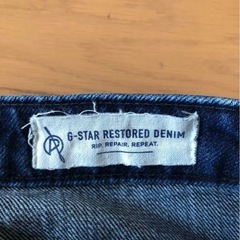 G-STAR RESTORED DENIM
RIP. REPAIR. REPEAT.